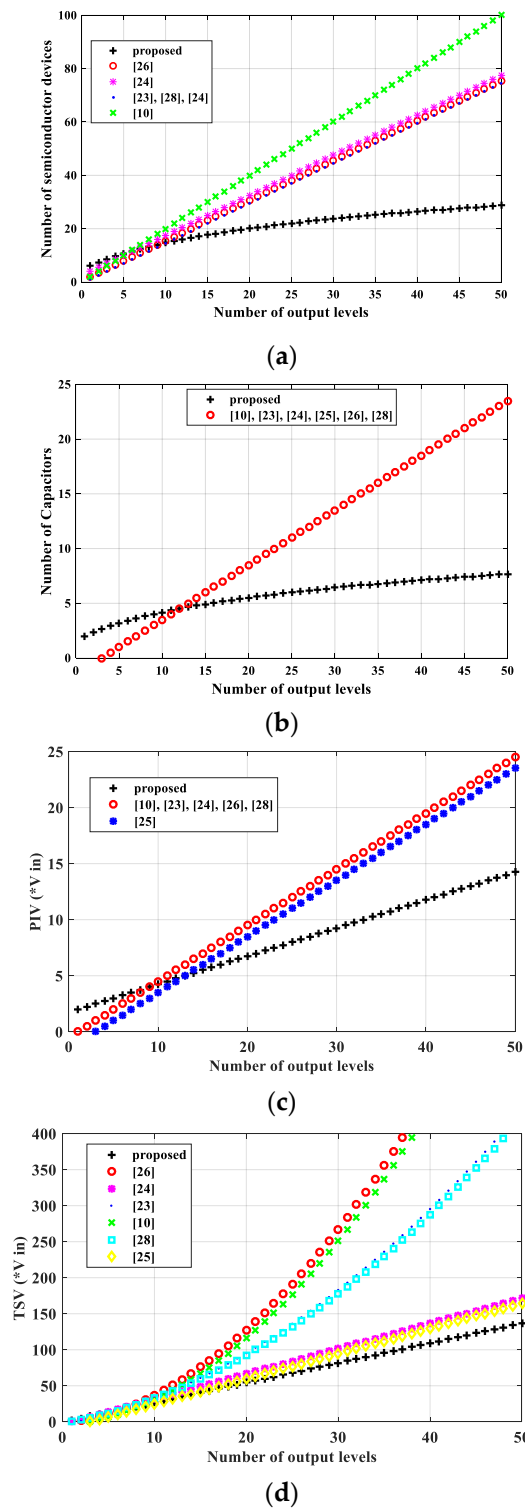 100
80
60
40
20
0
Number of semiconductor devices
proposed
[26]
[24]
[23], [28], [24]
[10]
0 5 10 15 20 25 30 35 40 45 50
Number of output levels
(a)
25
20
15
10
5
0
Number of Capacitors
proposed
[10], [23], [24], [25], [26], [28]
0 5 10 15 20 25 30 35 40 45 50
Number of output levels
(b)
25
20
15
10
5
0
PIV (*V in)
proposed
[10], [23], [24], [26], [28]
[25]
0 10 20 30 40 50
Number of output levels
(c)
400
350
300
250
200
150
100
50
0
TSV (*V in)
proposed
[26]
[24]
[23]
[10]
[28]
[25]
0 10 20 30 40 50
Number of output levels
(d)